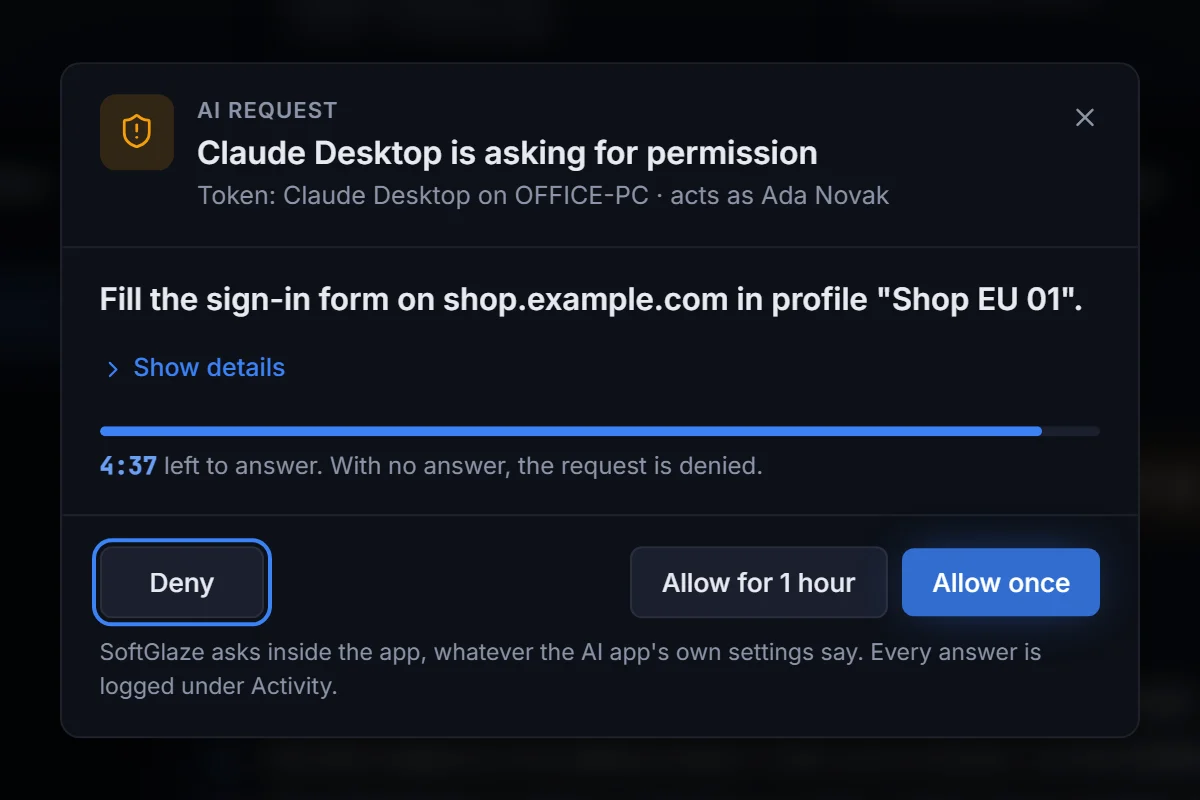 AI REQUEST
Claude Desktop is asking for permission
Token: Claude Desktop on OFFICE-PC · acts as Ada Novak
Fill the sign-in form on shop.example.com in profile "Shop EU 01".
Show details
4:37 left to answer. With no answer, the request is denied.
Deny
Allow for 1 hour
Allow once
SoftGlaze asks inside the app, whatever the AI app's own settings say. Every answer is
logged under Activity.